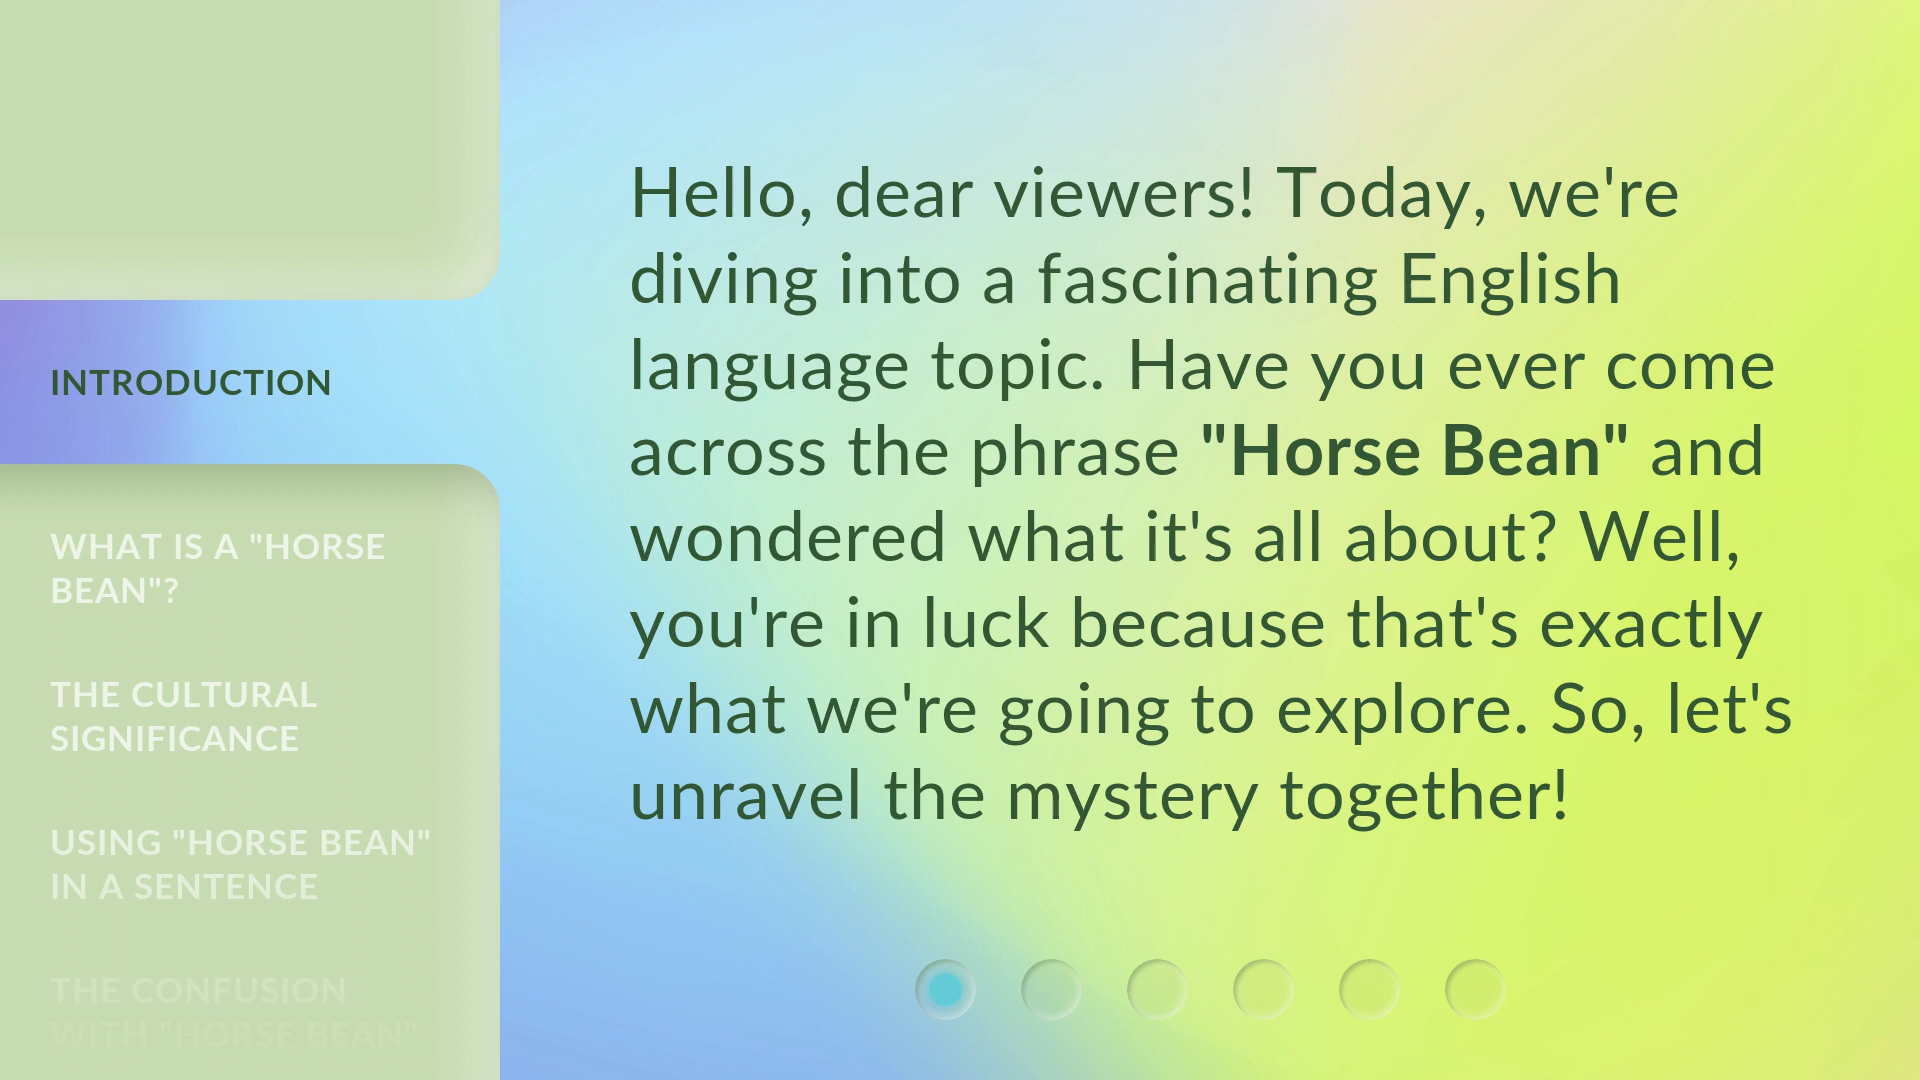 INTRODUCTION
WHAT IS A "HORSE
BEAN"?
THE CULTURAL
SIGNIFICANCE
USING "HORSE BEAN"
IN A SENTENCE
THE CONFUSION
WITH "HORSE BEAN"
Hello, dear viewers! Today, we're
diving into a fascinating English
language topic. Have you ever come
across the phrase "Horse Bean" and
wondered what it's all about? Well,
you're in luck because that's exactly
what we're going to explore. So, let's
unravel the mystery together!